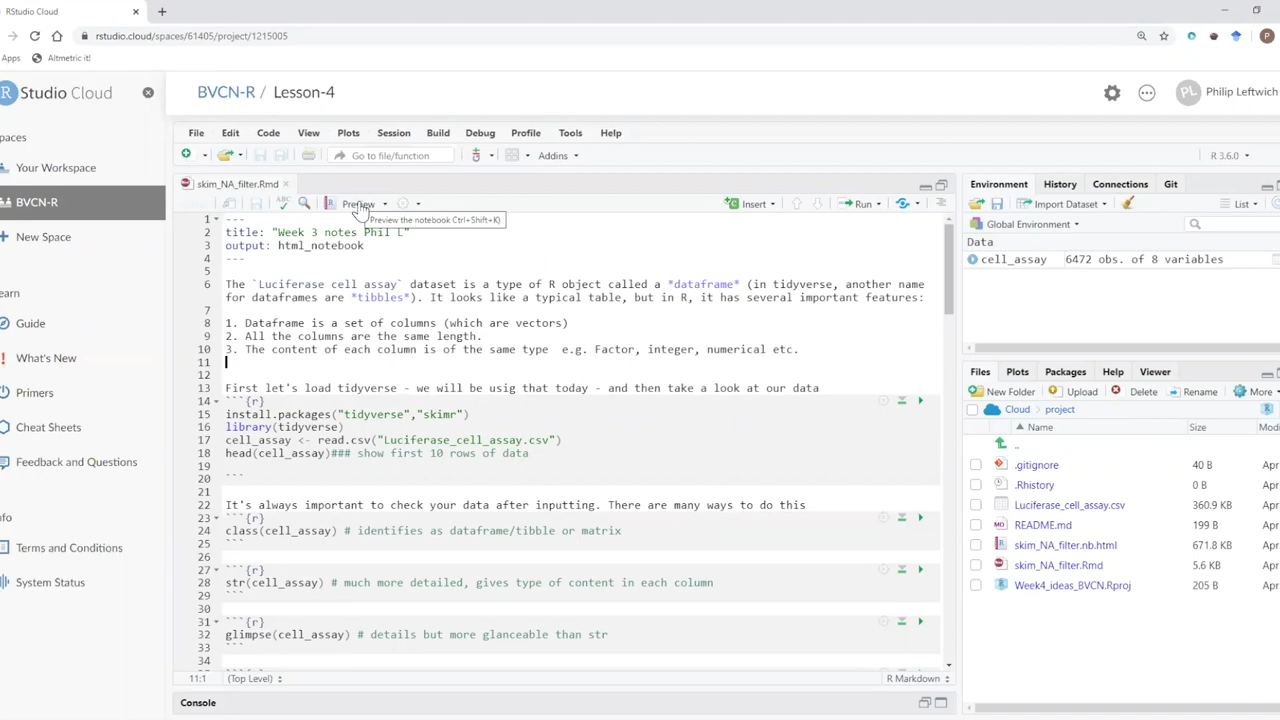 RStudio Cloud
rstudio.cloud/spaces/61405/project/1215005
P
Apps
Altmetric it!
R Studio Cloud
BVCN-R / Lesson-4
PL
Philip Leftwich
paces
Your Workspace
BVCN-R
New Space
earn
Guide
What's New
Primers
Cheat Sheets
Feedback and Questions
nfo
Terms and Conditions
System Status
File Edit Code View Plots Session Build Debug Profile Tools Help
Go to file/function
Addins
R 3.6.0
skim_NA_filter.Rmd
ABC
Preview
Insert
Run
Preview the notebook Ctrl+Shift+K)
1 ---
2 title: "Week 3 notes Phil L"
3 output: html_notebook
4 ---
5
6 The `Luciferase cell assay` dataset is a type of R object called a *dataframe* (in tidyverse, another name
for dataframes are *tibbles*). It looks like a typical table, but in R, it has several important features:
7
8 1. Dataframe is a set of columns (which are vectors)
9 2. All the columns are the same length.
10 3. The content of each column is of the same type  e.g. Factor, integer, numerical etc.
11
12
13 First let's load tidyverse - we will be usig that today - and then take a look at our data
14 ```{r}
15 install.packages("tidyverse","skimr")
16 library(tidyverse)
17 cell_assay <- read.csv("Luciferase_cell_assay.csv")
18 head(cell_assay)### show first 10 rows of data
19
20 ```
21
22 It's always important to check your data after inputting. There are many ways to do this
23 ```{r}
24 class(cell_assay) # identifies as dataframe/tibble or matrix
25 ```
26
27 ```{r}
28 str(cell_assay) # much more detailed, gives type of content in each column
29 ```
30
31 ```{r}
32 glimpse(cell_assay) # details but more glanceable than str
33 ```
34
11:1 (Top Level) R Markdown
Console
Environment History Connections Git
Import Dataset
List
Global Environment
Data
cell_assay 6472 obs. of 8 variables
Files Plots Packages Help Viewer
New Folder Upload Delete Rename More
Cloud project
Name Size Modi
..
.gitignore 40 B Apr
.Rhistory 0 B Apr
Luciferase_cell_assay.csv 360.9 KB Apr
README.md 199 B Apr
skim_NA_filter.nb.html 671.8 KB Apr
skim_NA_filter.Rmd 5.6 KB Apr
Week4_ideas_BVCN.Rproj 205 B Apr